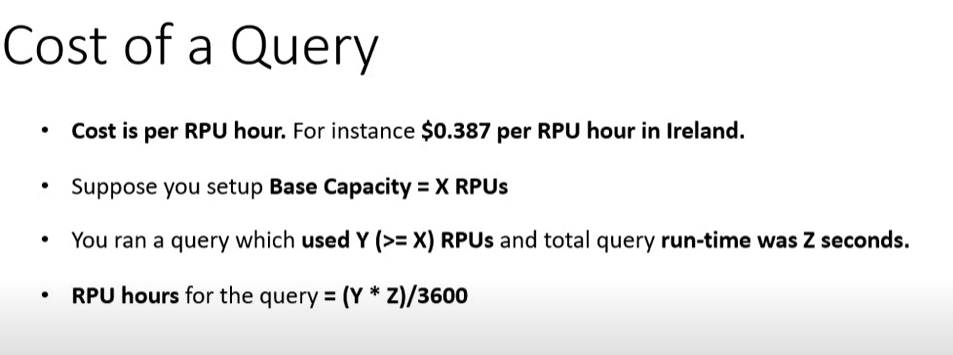 Cost of a Query
• Cost is per RPU hour. For instance $0.387 per RPU hour in Ireland.
• Suppose you setup Base Capacity = X RPUs
• You ran a query which used Y (>= X) RPUs and total query run-time was Z seconds.
• RPU hours for the query = (Y * Z)/3600